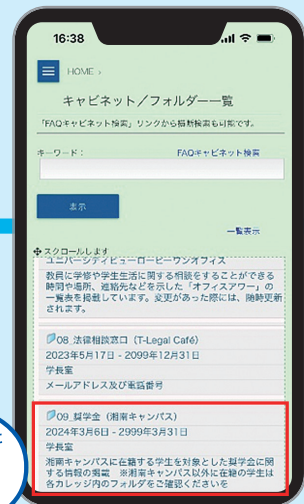 16:38
HOME >
キャビネット／フォルダー一覧
「FAQキャビネット検索」リンクから横断検索も可能です。
キーワード：
FAQキャビネット検索
表示
一覧表示
スクロールします
ユニバーシティビューロービーワンオフィス
教員に学修や学生生活に関する相談をすることができる
時間や場所、連絡先などを示した「オフィスアワー」の
一覧表を掲載しています。変更があった際には、随時更新
されます。
08_法律相談窓口（T-Legal Café）
2023年5月17日 - 2999年12月31日
学長室
メールアドレス及び電話番号
09_奨学金（湘南キャンパス）
2024年3月6日 - 2999年3月31日
学長室
湘南キャンパスに在籍する学生を対象とした奨学金に関
する情報の掲載　※湘南キャンパス以外に在籍の学生は
各カレッジ内のフォルダをご確認くださいを